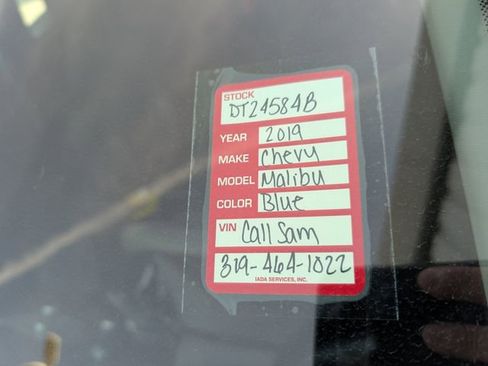 STOCK
DT24584B
YEAR 2019
MAKE Chevy
MODEL Malibu
COLOR Blue
VIN Call Sam
319-464-1022
IADA SERVICES, INC.